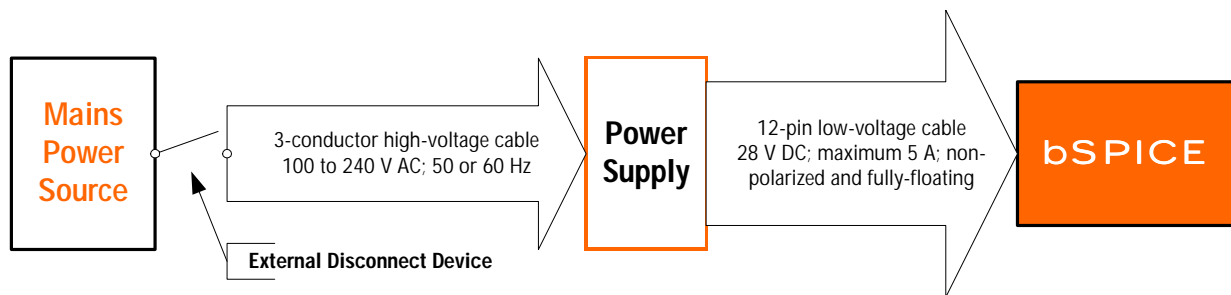 Mains
Power
Source
3-conductor high-voltage cable
100 to 240 V AC; 50 or 60 Hz
External Disconnect Device
Power
Supply
12-pin low-voltage cable
28 V DC; maximum 5 A; non-
polarized and fully-floating
bSPICE